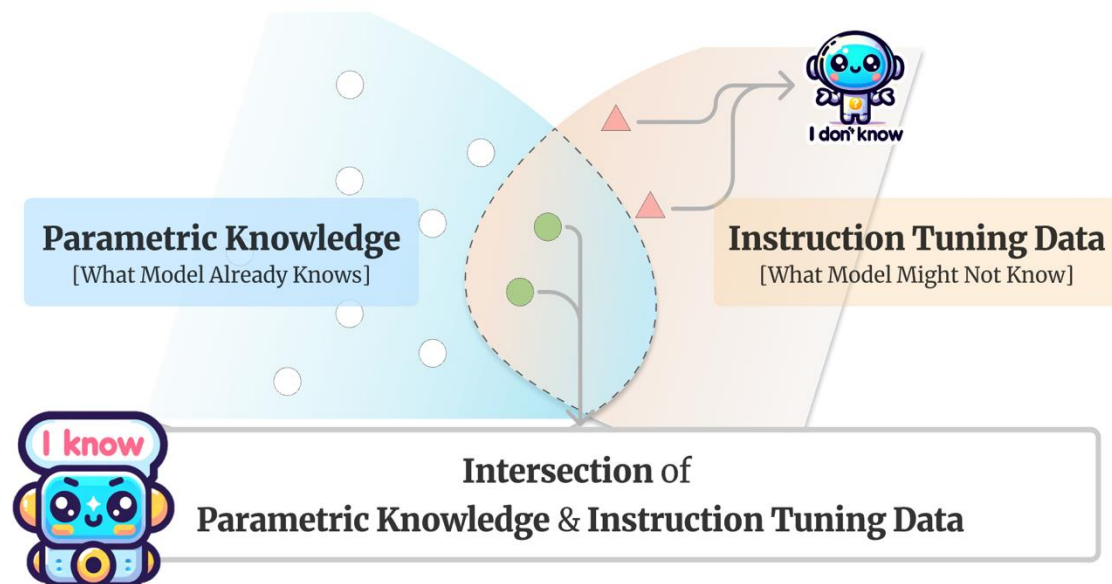 I don't know
Parametric Knowledge
[What Model Already Knows]
Instruction Tuning Data
[What Model Might Not Know]
I know
Intersection of
Parametric Knowledge & Instruction Tuning Data
?